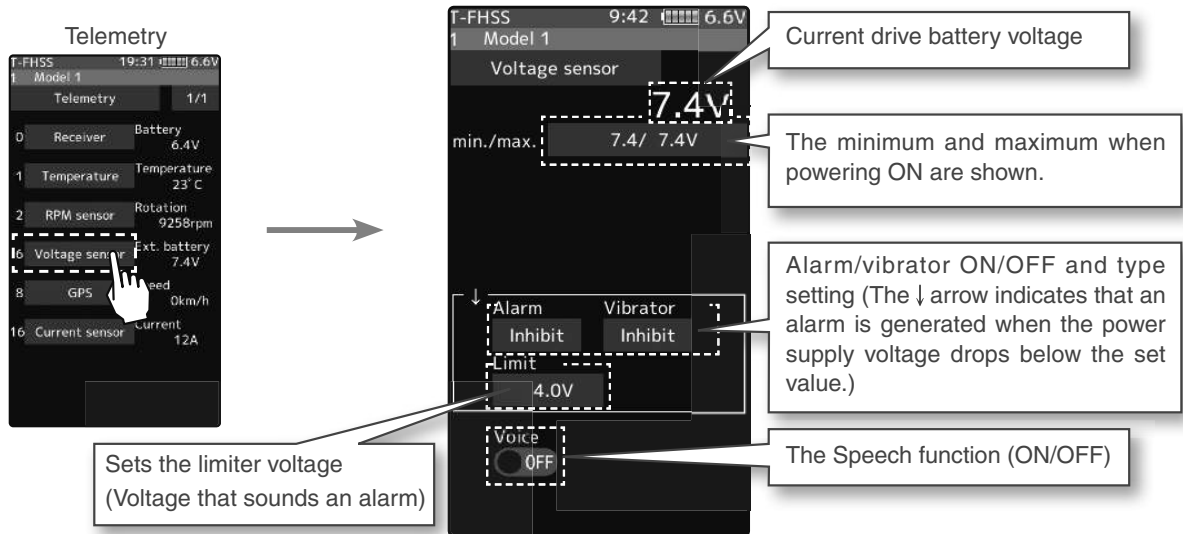 Telemetry
T-FHSS 19:31 6.6V
1 Model 1
Telemetry 1/1
0 Receiver Battery
6.4V
1 Temperature Temperature
23°C
2 RPM sensor Rotation
9258rpm
6 Voltage sensor Ext. battery
7.4V
8 GPS
0km/h
16 Current sensor Current
12A
T-FHSS 9:42 6.6V
1 Model 1
Voltage sensor
7.4V
min./max. 7.4/ 7.4V
↓
Alarm Vibrator
Inhibit Inhibit
Limit
4.0V
Voice
OFF
Current drive battery voltage
The minimum and maximum when
powering ON are shown.
Alarm/vibrator ON/OFF and type
setting (The ↓ arrow indicates that an
alarm is generated when the power
supply voltage drops below the set
value.)
The Speech function (ON/OFF)
Sets the limiter voltage
(Voltage that sounds an alarm)